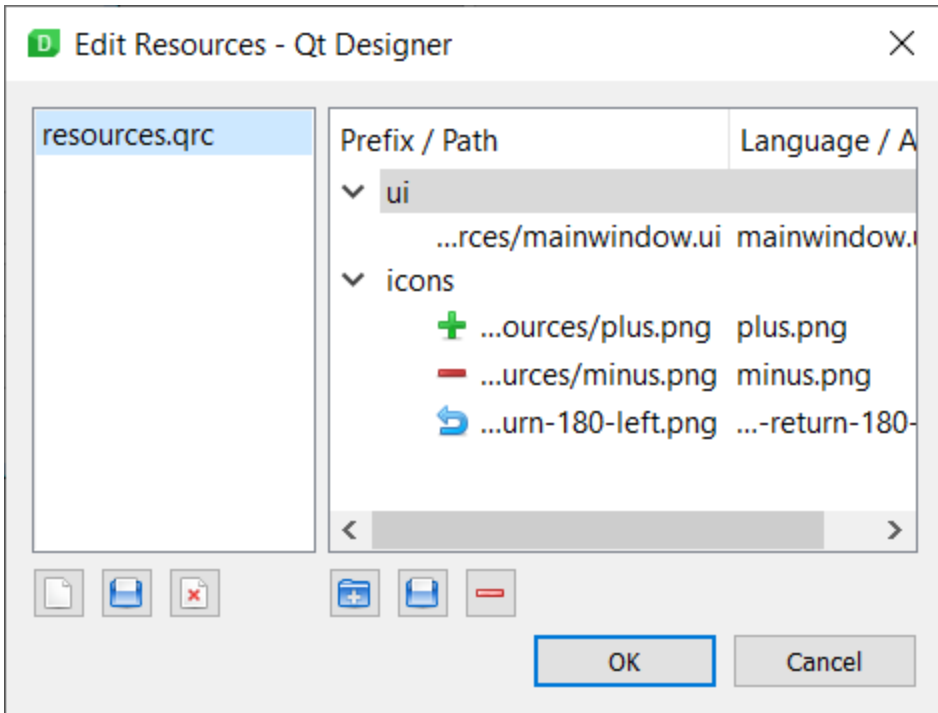 Edit Resources - Qt Designer
resources.qrc
Prefix / Path Language / A
ui
...rces/mainwindow.ui mainwindow.u
icons
...ources/plus.png plus.png
...urces/minus.png minus.png
...urn-180-left.png ...-return-180-
OK Cancel